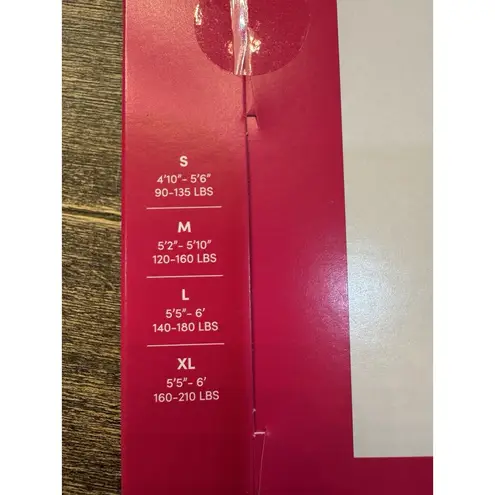 S
4'10"- 5'6"
90-135 LBS
M
5'2"- 5'10"
120-160 LBS
L
5'5"- 6'
140-180 LBS
XL
5'5"- 6'
160-210 LBS